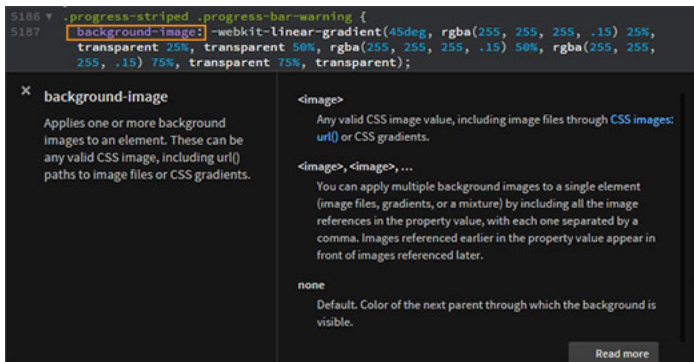 5186 .progress-striped .progress-bar-warning {
5187 background-image: -webkit-linear-gradient(45deg, rgba(255, 255, 255, .15) 25%,
transparent 25%, transparent 50%, rgba(255, 255, 255, .15) 50%, rgba(255, 255,
255, .15) 75%, transparent 75%, transparent);
× background-image
Applies one or more background
images to an element. These can be
any valid CSS image, including url()
paths to image files or CSS gradients.
<image>
Any valid CSS image value, including image files through CSS images:
url() or CSS gradients.
<image>, <image>, ...
You can apply multiple background images to a single element
(image files, gradients, or a mixture) by including all the image
references in the property value, with each one separated by a
comma. Images referenced earlier in the property value appear in
front of images referenced later.
none
Default. Color of the next parent through which the background is
visible.
Read more